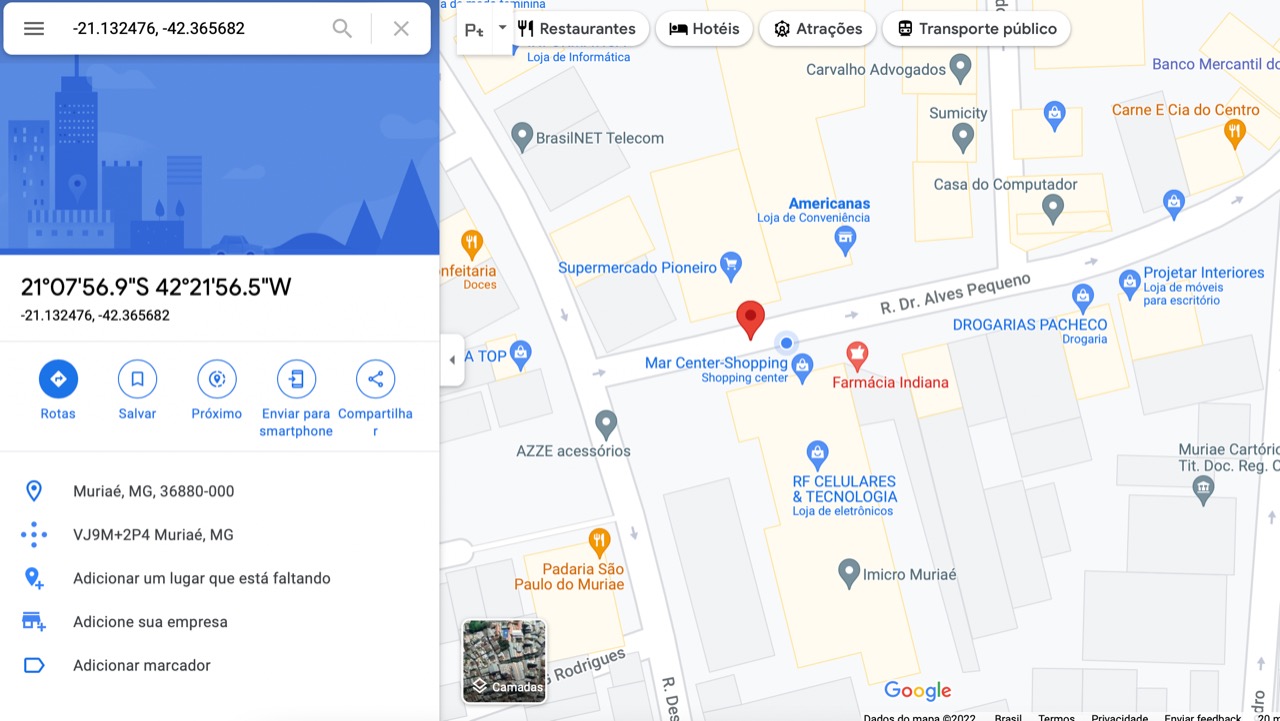 -21.132476, -42.365682
21°07'56.9"S 42°21'56.5"W
-21.132476, -42.365682
Rotas
Salvar
Próximo
Enviar para
smartphone
Compartilha
r
Muriaé, MG, 36880-000
VJ9M+2P4 Muriaé, MG
Adicionar um lugar que está faltando
Adicione sua empresa
Adicionar marcador
Restaurantes
Hotéis
Atrações
Transporte público
Loja de Informática
Carvalho Advogados
Banco Mercantil do
BrasilNET Telecom
Sumicity
Carne E Cia do Centro
Casa do Computador
Americanas
Loja de Conveniência
nfeitaria
Doces
Supermercado Pioneiro
R. Dr. Alves Pequeno
Projetar Interiores
Loja de móveis
para escritório
DROGARIAS PACHECO
Drogaria
A TOP
Mar Center-Shopping
Shopping center
Farmácia Indiana
AZZE acessórios
RF CELULARES
& TECNOLOGIA
Loja de eletrônicos
Muriae Cartório
Tit. Doc. Reg. C
Padaria São
Paulo do Muriae
Imicro Muriaé
G Rodrigues
R. Des
Camadas
Google
Dados do mapa ©2022
Brasil
Termos
Privacidade
Enviar feedback
20